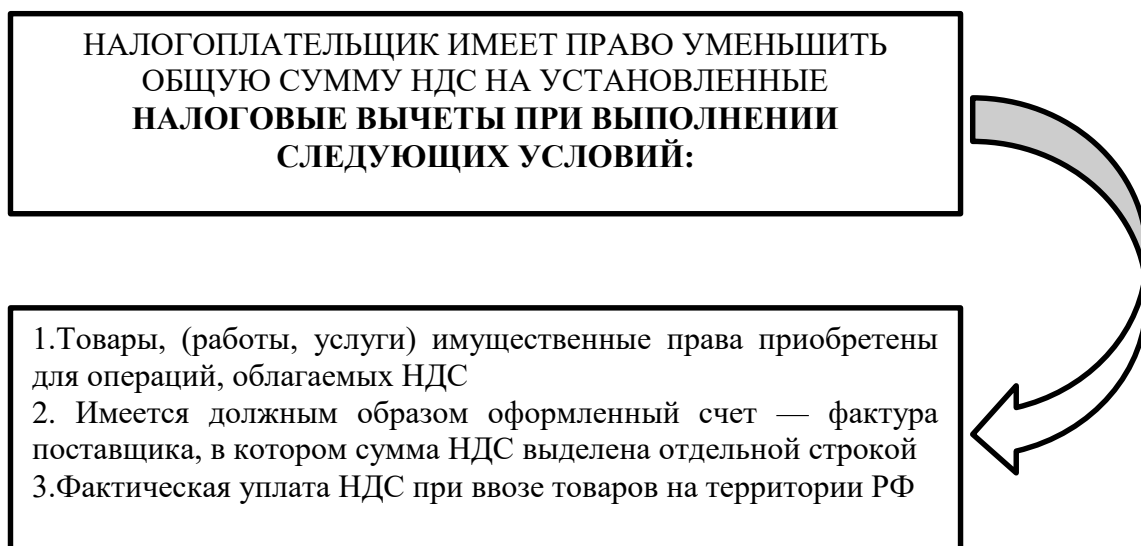 НАЛОГОПЛАТЕЛЬЩИК ИМЕЕТ ПРАВО УМЕНЬШИТЬ
ОБЩУЮ СУММУ НДС НА УСТАНОВЛЕННЫЕ
НАЛОГОВЫЕ ВЫЧЕТЫ ПРИ ВЫПОЛНЕНИИ
СЛЕДУЮЩИХ УСЛОВИЙ:
1.Товары, (работы, услуги) имущественные права приобретены
для операций, облагаемых НДС
2. Имеется должным образом оформленный счет — фактура
поставщика, в котором сумма НДС выделена отдельной строкой
3.Фактическая уплата НДС при ввозе товаров на территории РФ